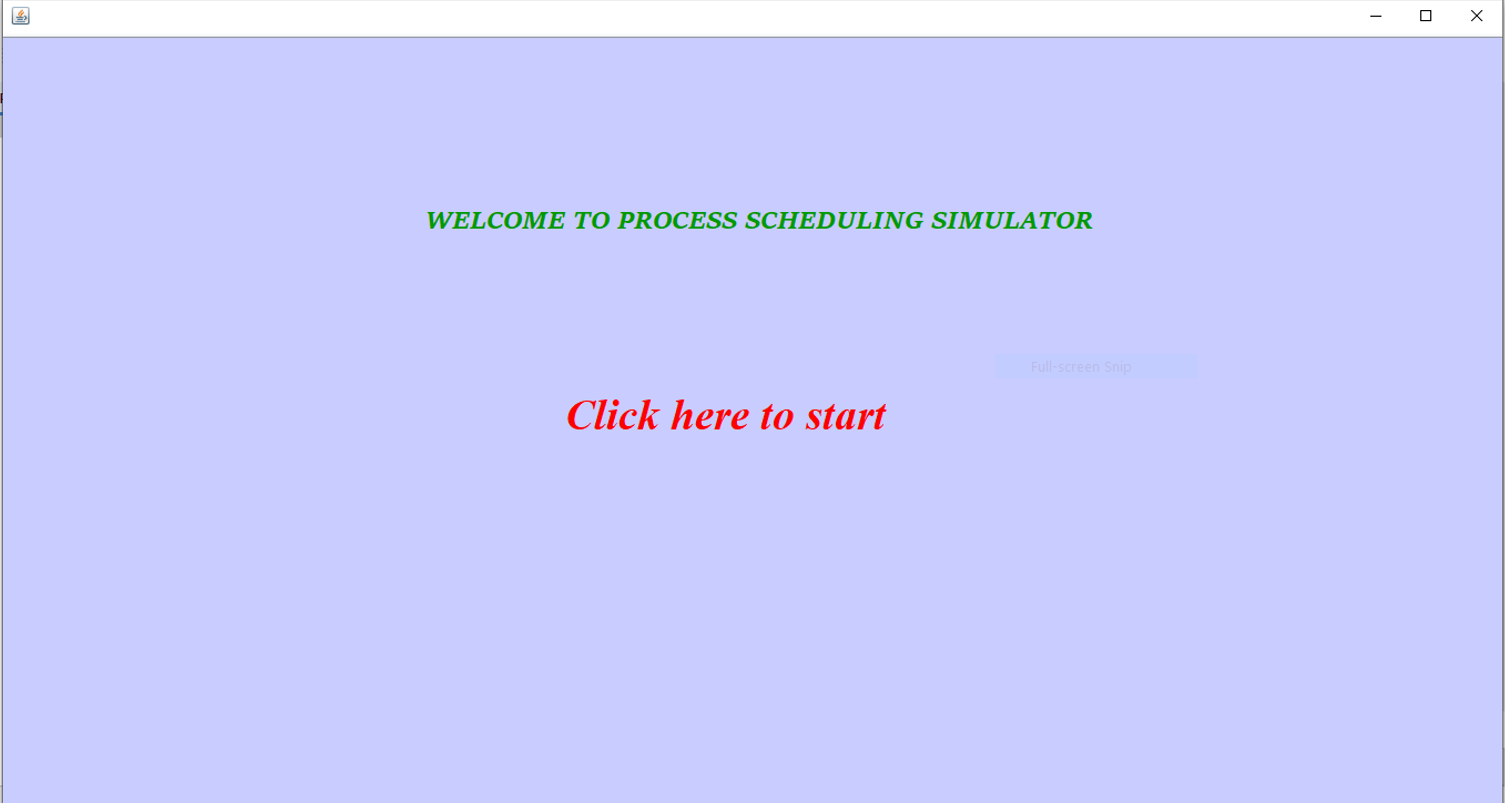 WELCOME TO PROCESS SCHEDULING SIMULATOR
Full-screen Snip
Click here to start